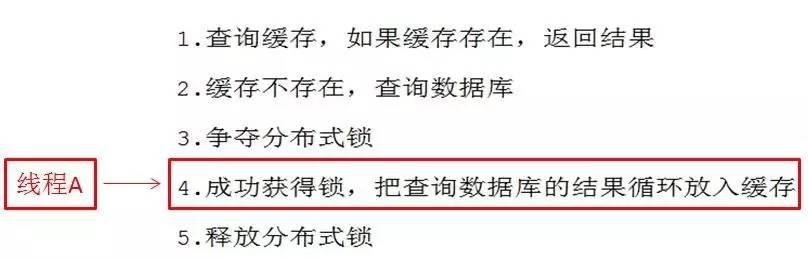 1.查询缓存，如果缓存存在，返回结果
2.缓存不存在，查询数据库
3.争夺分布式锁
线程A
4.成功获得锁，把查询数据库的结果循环放入缓存
5.释放分布式锁